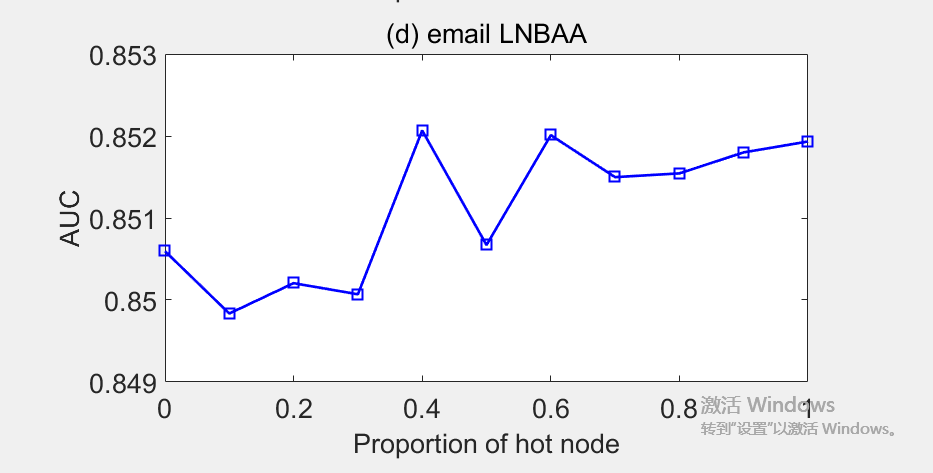 (d) email LNBAA
0.853
0.852
0.851
0.85
0.849
AUC
0 0.2 0.4 0.6 0.8 1
Proportion of hot node
激活 Windows
转到"设置"以激活 Windows。